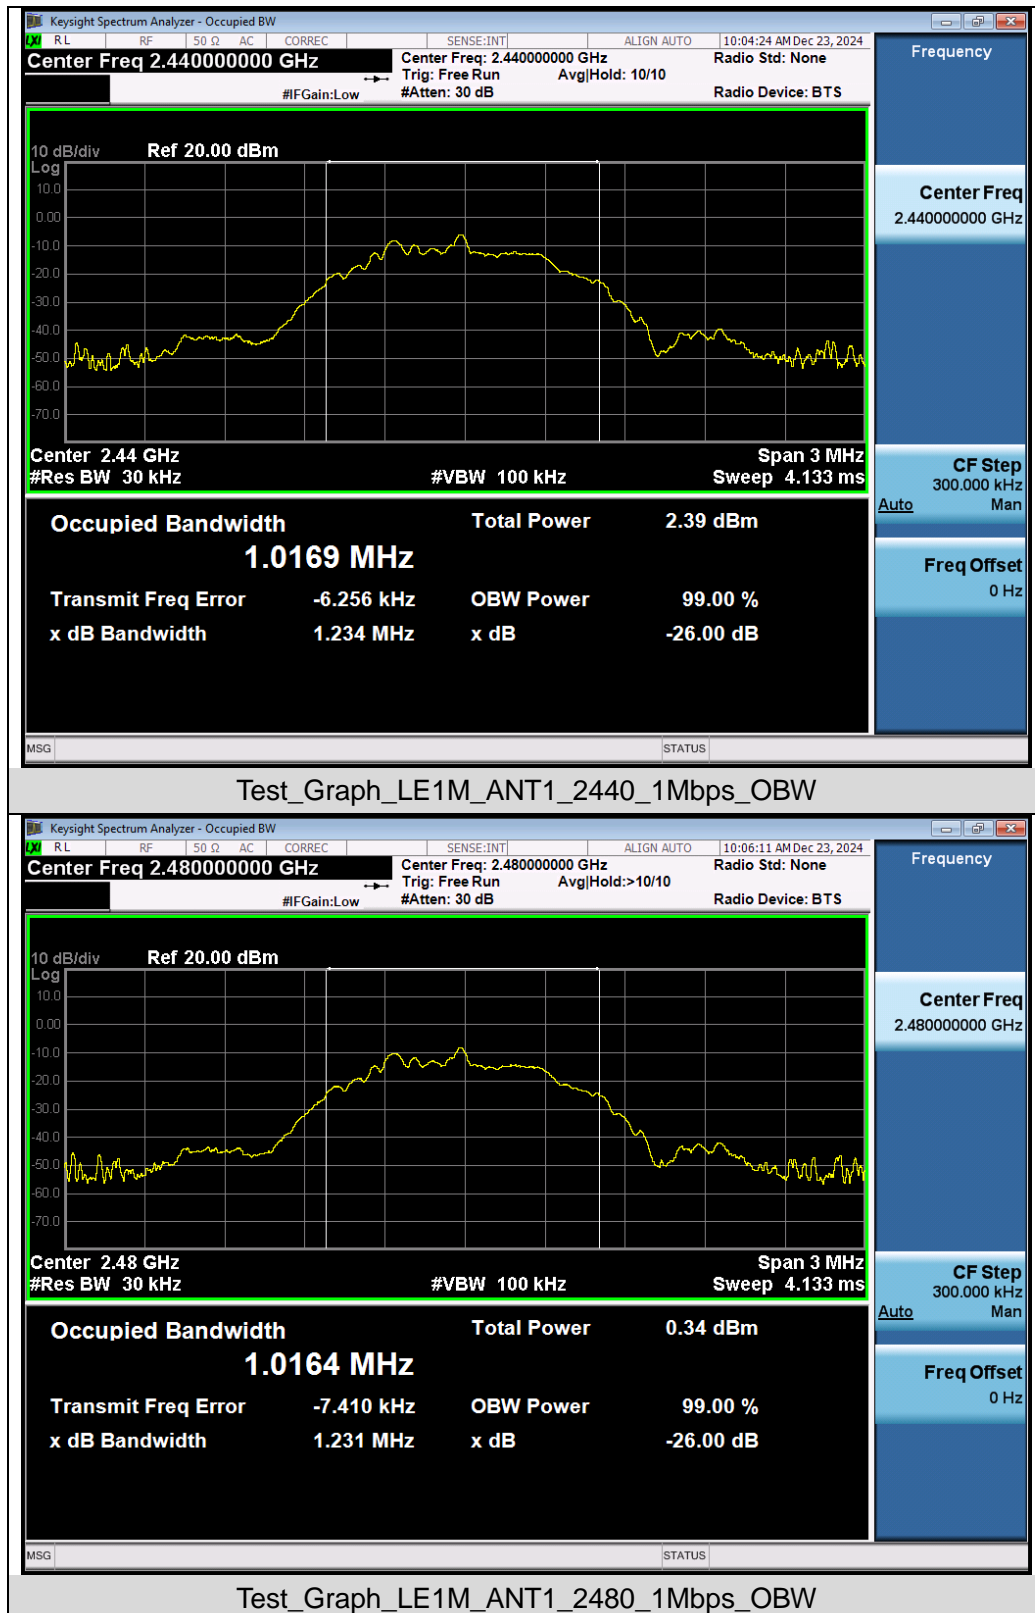 Keysight Spectrum Analyzer - Occupied BW
LXI RL RF 50 Ω AC CORREC SENSE:INT ALIGN AUTO 10:04:24 AM Dec 23, 2024
Center Freq 2.440000000 GHz
Center Freq: 2.440000000 GHz
Radio Std: None
Trig: Free Run Avg|Hold: 10/10
#IFGain:Low
#Atten: 30 dB
Radio Device: BTS
10 dB/div Ref 20.00 dBm
Log
10.0
0.00
-10.0
-20.0
-30.0
-40.0
-50.0
-60.0
-70.0
Center 2.44 GHz Span 3 MHz
#Res BW 30 kHz #VBW 100 kHz Sweep 4.133 ms
Occupied Bandwidth Total Power 2.39 dBm
1.0169 MHz
Transmit Freq Error -6.256 kHz OBW Power 99.00 %
x dB Bandwidth 1.234 MHz x dB -26.00 dB
MSG STATUS
Frequency
Center Freq
2.440000000 GHz
CF Step
300.000 kHz
Auto Man
Freq Offset
0 Hz
Test_Graph_LE1M_ANT1_2440_1Mbps_OBW
Keysight Spectrum Analyzer - Occupied BW
LXI RL RF 50 Ω AC CORREC SENSE:INT ALIGN AUTO 10:06:11 AM Dec 23, 2024
Center Freq 2.480000000 GHz
Center Freq: 2.480000000 GHz
Radio Std: None
Trig: Free Run Avg|Hold:>10/10
#IFGain:Low
#Atten: 30 dB
Radio Device: BTS
10 dB/div Ref 20.00 dBm
Log
10.0
0.00
-10.0
-20.0
-30.0
-40.0
-50.0
-60.0
-70.0
Center 2.48 GHz Span 3 MHz
#Res BW 30 kHz #VBW 100 kHz Sweep 4.133 ms
Occupied Bandwidth Total Power 0.34 dBm
1.0164 MHz
Transmit Freq Error -7.410 kHz OBW Power 99.00 %
x dB Bandwidth 1.231 MHz x dB -26.00 dB
MSG STATUS
Frequency
Center Freq
2.480000000 GHz
CF Step
300.000 kHz
Auto Man
Freq Offset
0 Hz
Test_Graph_LE1M_ANT1_2480_1Mbps_OBW